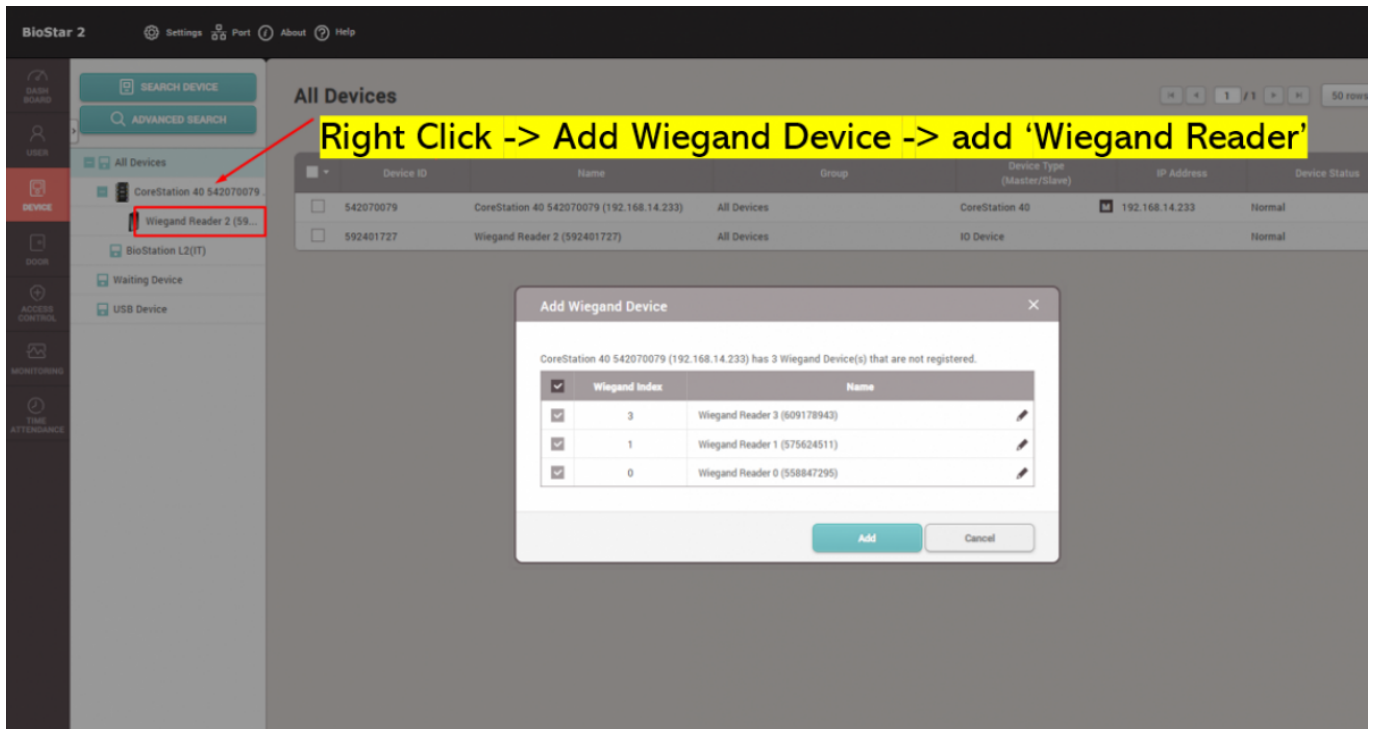 BioStar 2 Settings Port About Help
DASH BOARD
USER
DEVICE
DOOR
ACCESS CONTROL
MONITORING
TIME ATTENDANCE
SEARCH DEVICE
ADVANCED SEARCH
All Devices
CoreStation 40 542070079 ..
Wiegand Reader 2 (59...
BioStation L2(IT)
Waiting Device
USB Device
All Devices
1 / 1 50 rows
Right Click -> Add Wiegand Device -> add ‘Wiegand Reader’
Device ID Name Group Device Type (Master/Slave) IP Address Device Status
542070079 CoreStation 40 542070079 (192.168.14.233) All Devices CoreStation 40 M 192.168.14.233 Normal
592401727 Wiegand Reader 2 (592401727) All Devices IO Device Normal
Add Wiegand Device
CoreStation 40 542070079 (192.168.14.233) has 3 Wiegand Device(s) that are not registered.
Wiegand Index Name
3 Wiegand Reader 3 (609178943)
1 Wiegand Reader 1 (575624511)
0 Wiegand Reader 0 (558847295)
Add Cancel